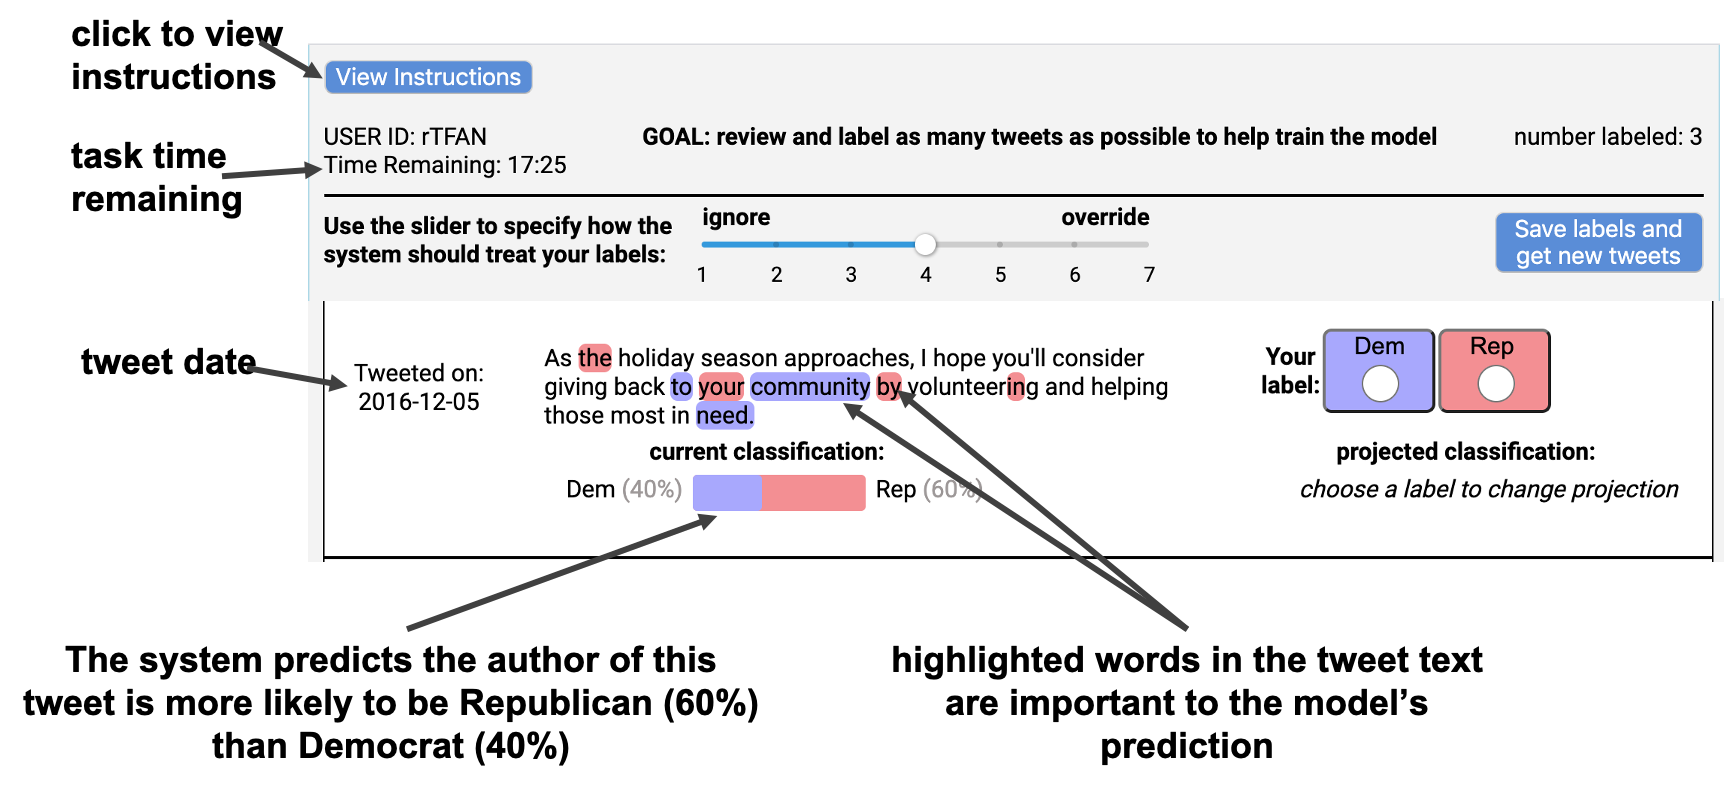 click to view
instructions
View Instructions
USER ID: rTFAN
GOAL: review and label as many tweets as possible to help train the model
number labeled: 3
task time
remaining
Time Remaining: 17:25
Use the slider to specify how the
system should treat your labels:
ignore
override
1 2 3 4 5 6 7
Save labels and
get new tweets
tweet date
Tweeted on:
2016-12-05
As the holiday season approaches, I hope you'll consider
giving back to your community by volunteering and helping
those most in need.
Your
label:
Dem
Rep
current classification:
Dem (40%)
Rep (60%)
projected classification:
choose a label to change projection
The system predicts the author of this
tweet is more likely to be Republican (60%)
than Democrat (40%)
highlighted words in the tweet text
are important to the model’s
prediction